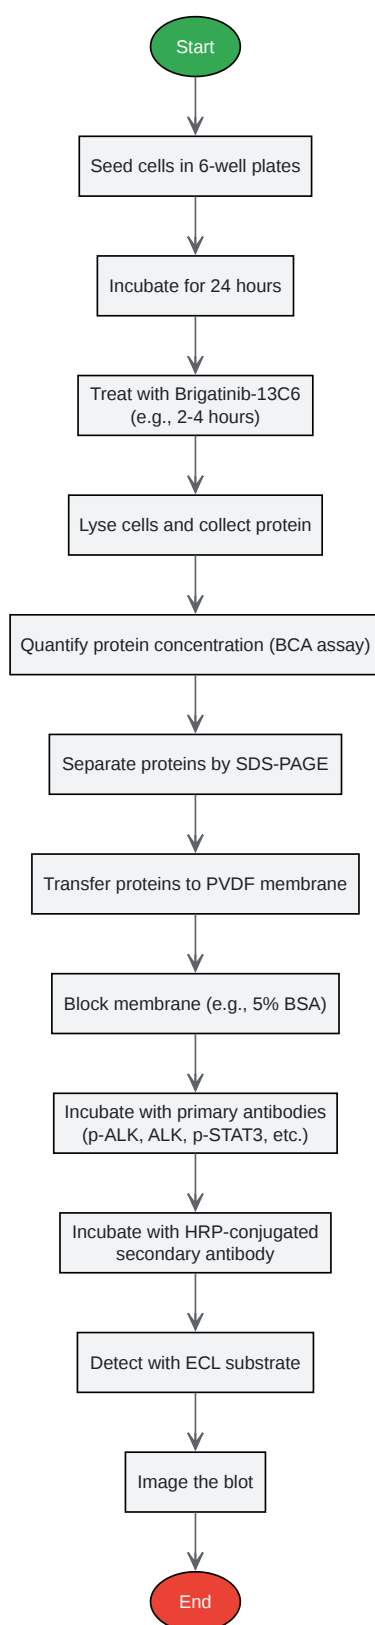 Start
Seed cells in 6-well plates
Incubate for 24 hours
Treat with Brigatinib-13C6
(e.g., 2-4 hours)
Lyse cells and collect protein
Quantify protein concentration (BCA assay)
Separate proteins by SDS-PAGE
Transfer proteins to PVDF membrane
Block membrane (e.g., 5% BSA)
Incubate with primary antibodies
(p-ALK, ALK, p-STAT3, etc.)
Incubate with HRP-conjugated
secondary antibody
Detect with ECL substrate
Image the blot
End